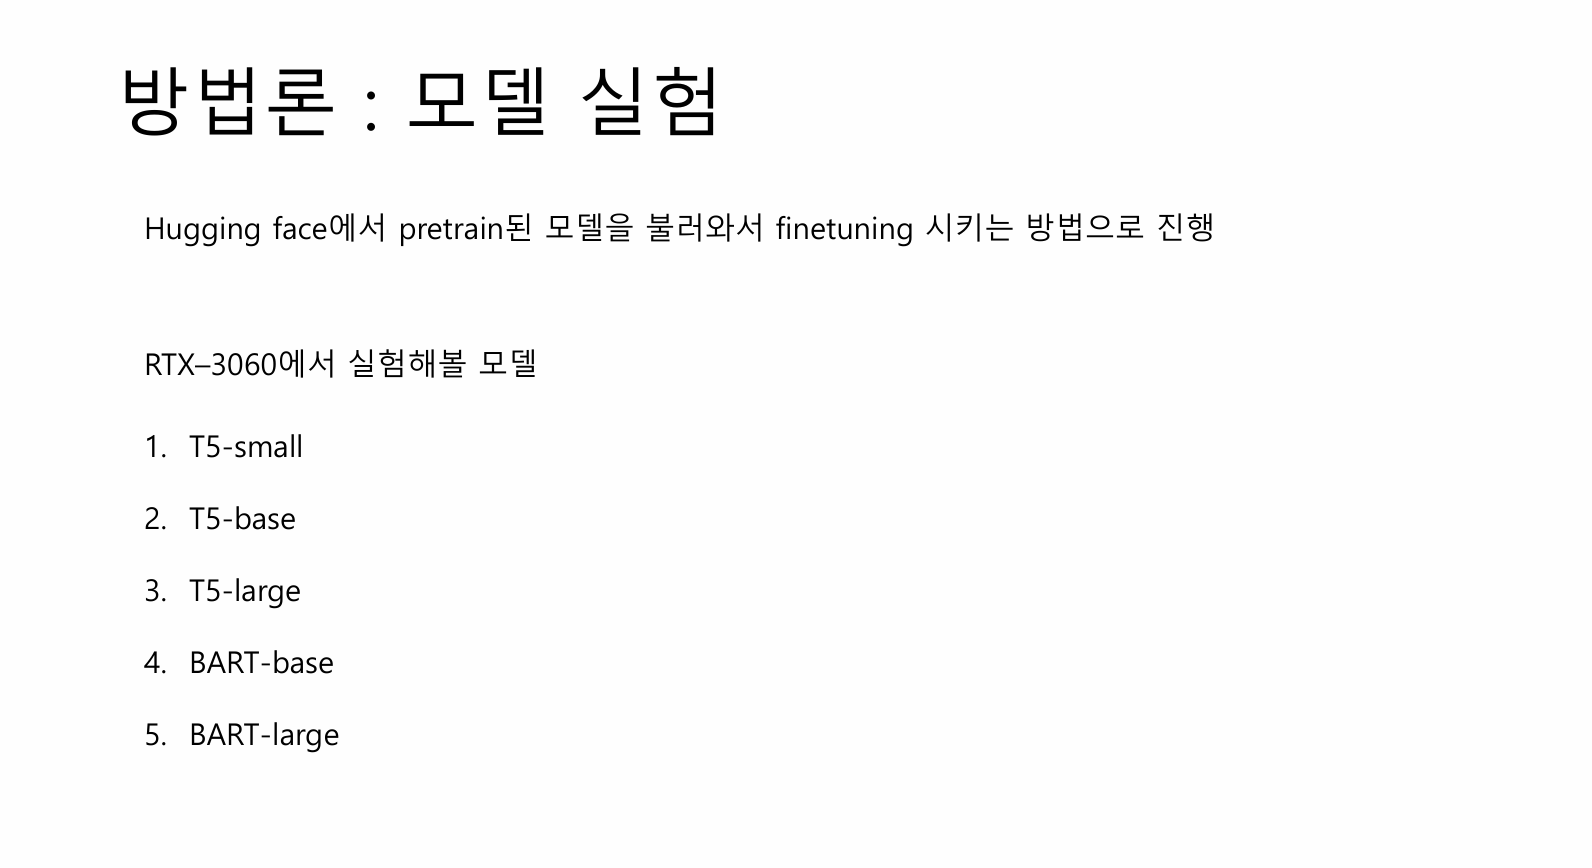 방법론 : 모델 실험
Hugging face에서 pretrain된 모델을 불러와서 finetuning 시키는 방법으로 진행
RTX–3060에서 실험해볼 모델
1. T5-small
2. T5-base
3. T5-large
4. BART-base
5. BART-large